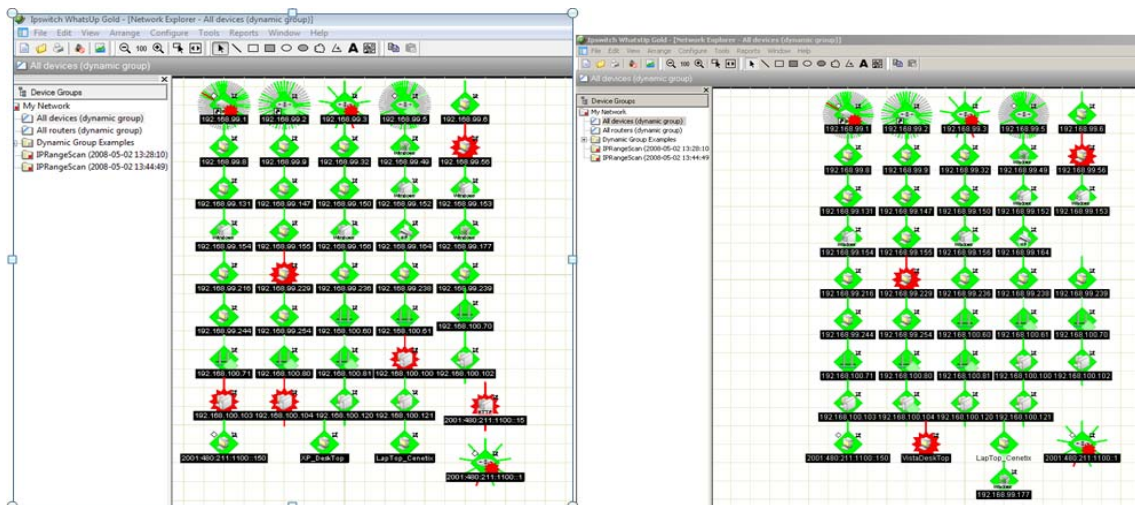 Ipswitch WhatsUp Gold - [Network Explorer - All devices (dynamic group)]
File Edit View Arrange Configure Tools Reports Window Help
100
All devices (dynamic group)
Device Groups
My Network
All devices (dynamic group)
All routers (dynamic group)
Dynamic Group Examples
IPRangeScan (2008-05-02 13:28:10)
IPRangeScan (2008-05-02 13:44:49)
192.168.99.1 192.168.99.2 192.168.99.3 192.168.99.5 192.168.99.6
192.168.99.8 192.168.99.9 192.168.99.32 192.168.99.49 192.168.99.56
192.168.99.131 192.168.99.147 192.168.99.150 192.168.99.152 192.168.99.153
192.168.99.154 192.168.99.155 192.168.99.156 192.168.99.164 192.168.99.177
192.168.99.216 192.168.99.229 192.168.99.236 192.168.99.238 192.168.99.239
192.168.99.244 192.168.99.254 192.168.100.60 192.168.100.61 192.168.100.70
192.168.100.71 192.168.100.80 192.168.100.81 192.168.100.100 192.168.100.102
192.168.100.103 192.168.100.104 192.168.100.120 192.168.100.121
2001:480:211:1100::15
2001:480:211:1100::150 XP_DeskTop LapTop_Cenetix
2001:480:211:1100::1
Ipswitch WhatsUp Gold - [Network Explorer - All devices (dynamic group)]
File Edit View Arrange Configure Tools Reports Window Help
100
All devices (dynamic group)
Device Groups
My Network
All devices (dynamic group)
All routers (dynamic group)
Dynamic Group Examples
IPRangeScan (2008-05-02 13:28:10
IPRangeScan (2008-05-02 13:44:49
192.168.99.1 192.168.99.2 192.168.99.3 192.168.99.5 192.168.99.6
192.168.99.8 192.168.99.9 192.168.99.32 192.168.99.49 192.168.99.56
192.168.99.131 192.168.99.147 192.168.99.150 192.168.99.152 192.168.99.153
192.168.99.154 192.168.99.155 192.168.99.156 192.168.99.164
192.168.99.216 192.168.99.229 192.168.99.236 192.168.99.238 192.168.99.239
192.168.99.244 192.168.99.254 192.168.100.60 192.168.100.61 192.168.100.70
192.168.100.71 192.168.100.80 192.168.100.81 192.168.100.100 192.168.100.102
192.168.100.103 192.168.100.104 192.168.100.120 192.168.100.121
2001:480:211:1100::150 VistaDeskTop LapTop_Cenetix 2001:480:211:1100::1
192.168.99.177